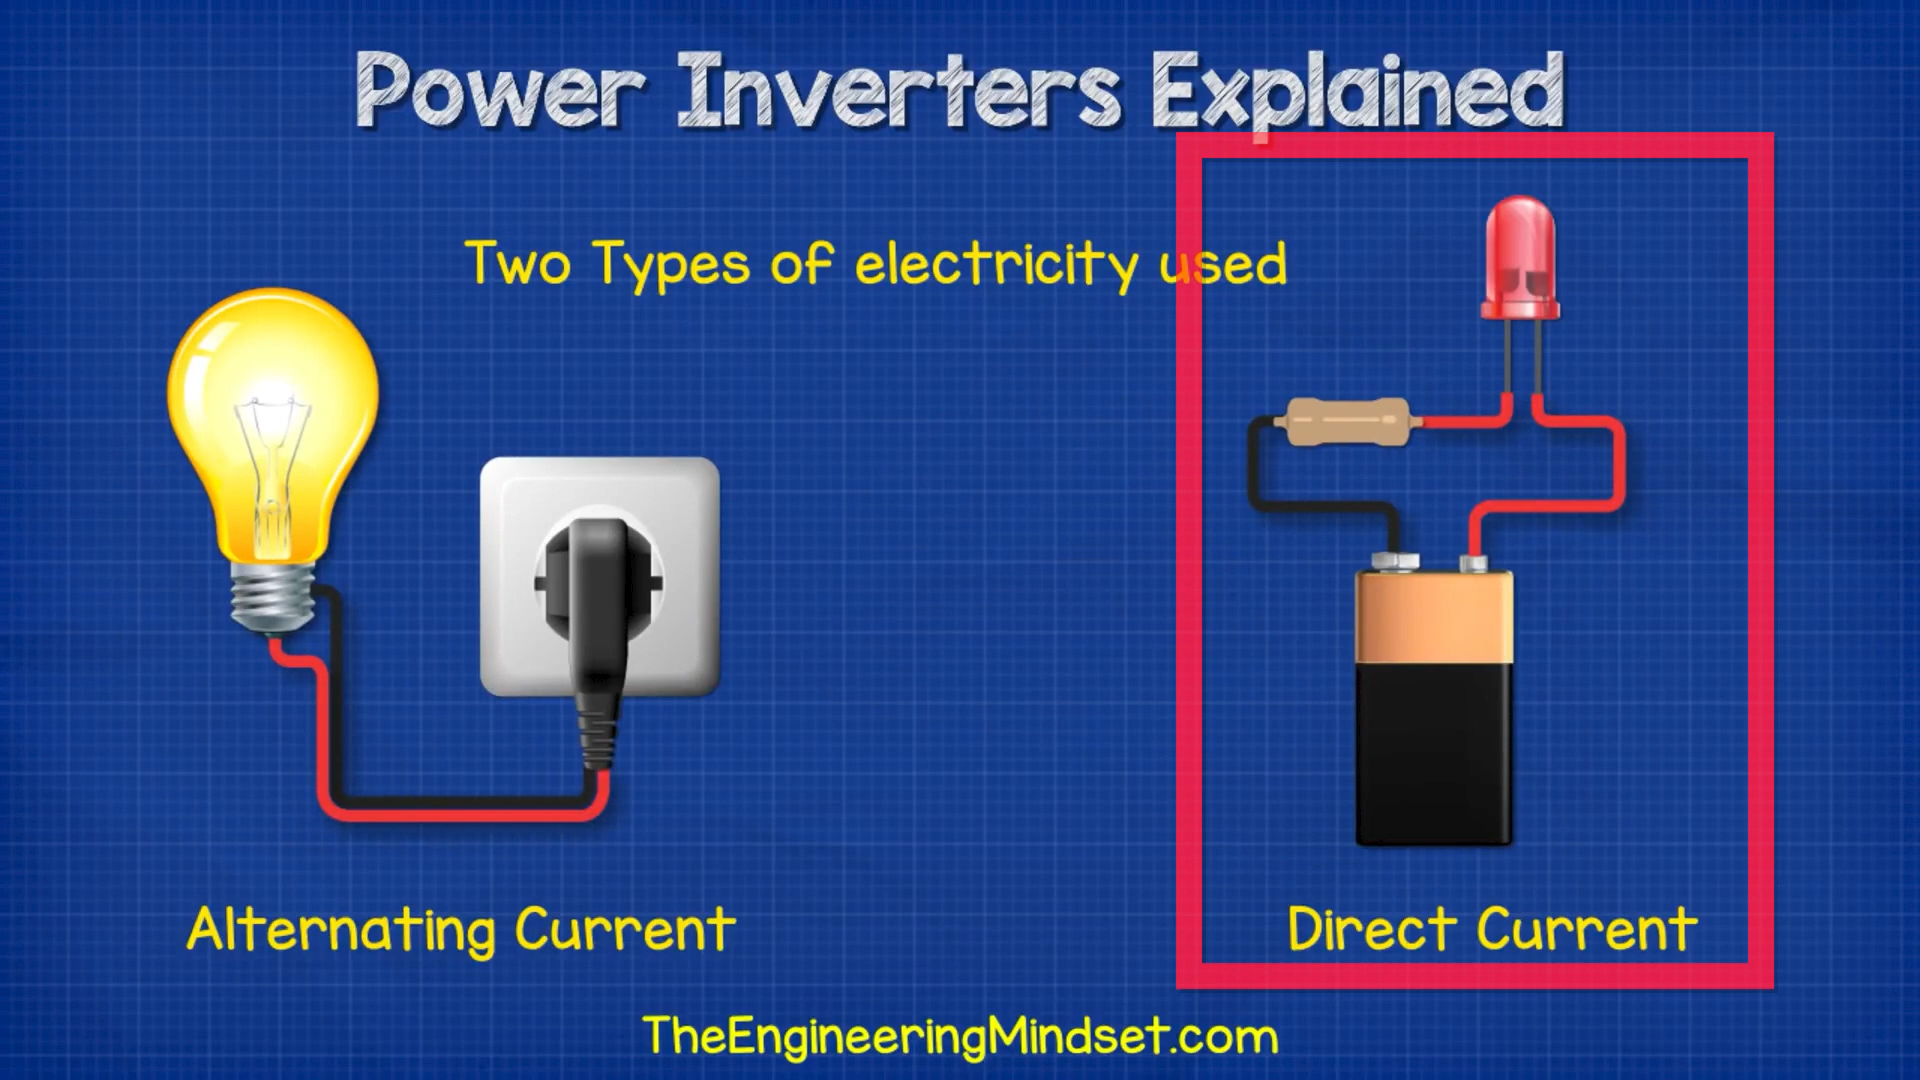 Power Inverters Explained
Two Types of electricity used
Alternating Current
Direct Current
TheEngineeringMindset.com